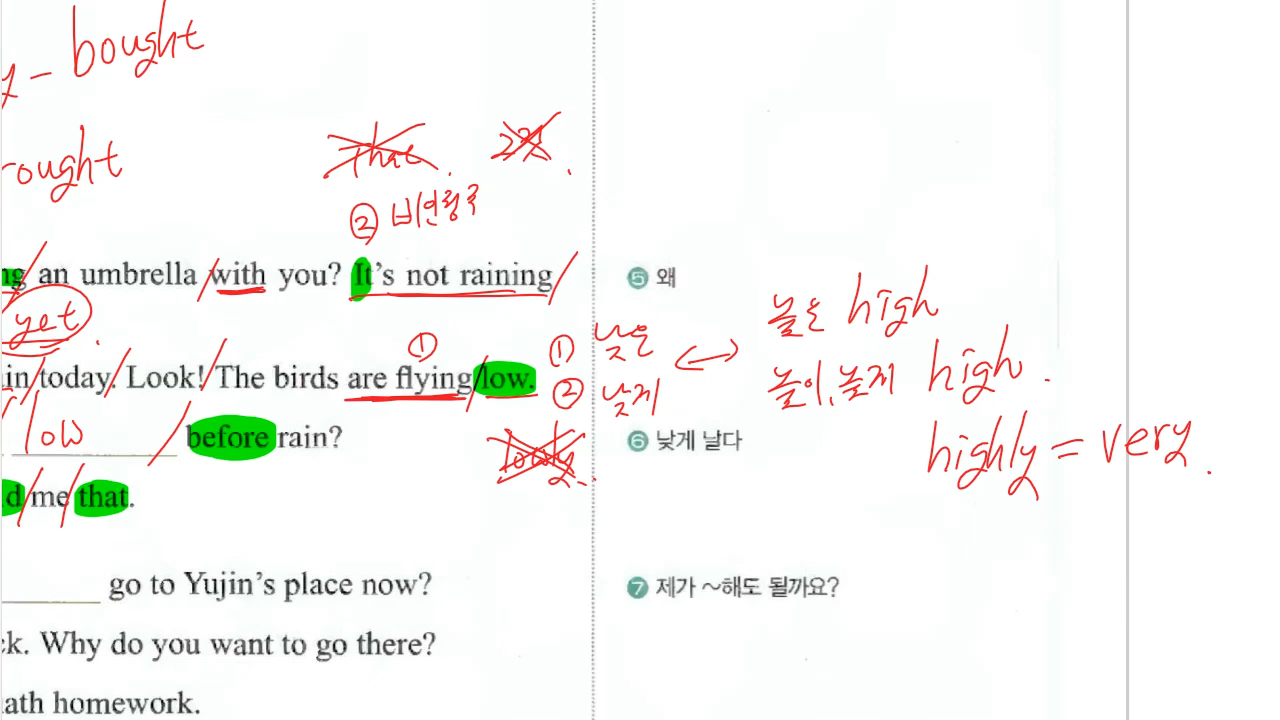 y - bought
rought
That.
② 비인칭주
ng an umbrella with you? It's not raining
⑤ 왜
yet.
높은 high
① ① 낮은
in today. Look! The birds are flying low.
② 낮게
높이, 높게 high.
low before rain?
lowly
⑥ 낮게 날다
highly = very.
d me that.
go to Yujin's place now?
⑦ 제가 ~해도 될까요?
ck. Why do you want to go there?
ath homework.